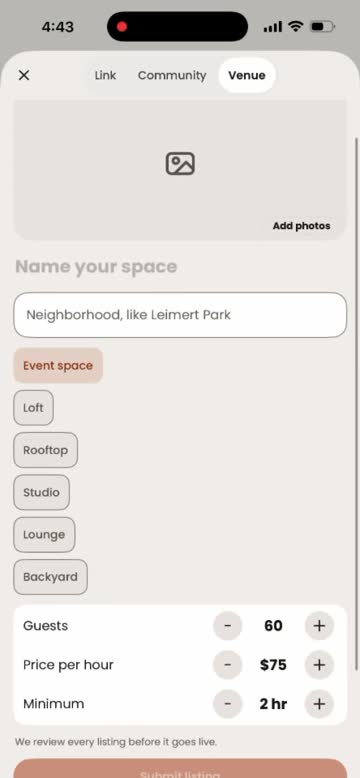 4:43
Link Community Venue
Add photos
Name your space
Neighborhood, like Leimert Park
Event space
Loft
Rooftop
Studio
Lounge
Backyard
Guests - 60 +
Price per hour - $75 +
Minimum - 2 hr +
We review every listing before it goes live.
Submit listing